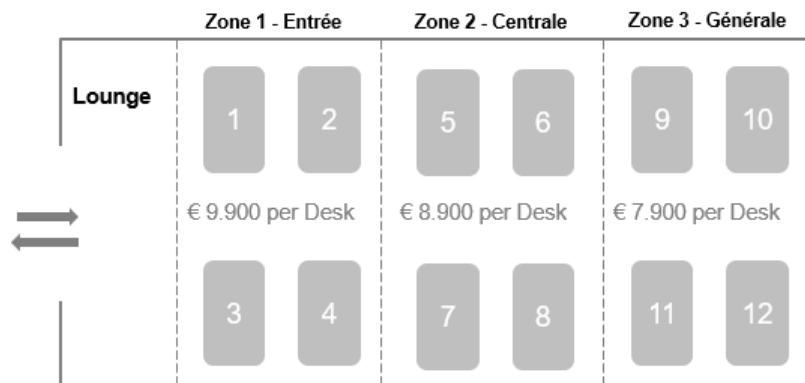 Zone 1 - Entrée Zone 2 - Centrale Zone 3 - Générale
Lounge
1 2 5 6 9 10
€ 9.900 per Desk € 8.900 per Desk € 7.900 per Desk
3 4 7 8 11 12